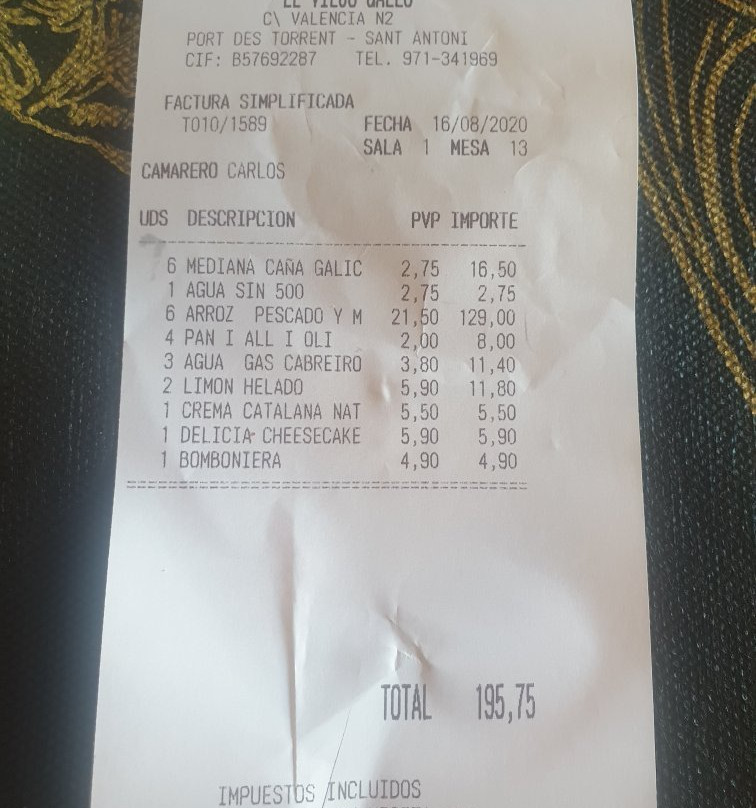 C\ VALENCIA N2
PORT DES TORRENT - SANT ANTONI
CIF: B57692287 TEL. 971-341969
FACTURA SIMPLIFICADA
T010/1589 FECHA 16/08/2020
SALA 1 MESA 13
CAMARERO CARLOS
UDS DESCRIPCION PVP IMPORTE
6 MEDIANA CAÑA GALIC 2,75 16,50
1 AGUA SIN 500 2,75 2,75
6 ARROZ PESCADO Y M 21,50 129,00
4 PAN I ALL I OLI 2,00 8,00
3 AGUA GAS CABREIRO 3,80 11,40
2 LIMON HELADO 5,90 11,80
1 CREMA CATALANA NAT 5,50 5,50
1 DELICIA CHEESECAKE 5,90 5,90
1 BOMBONIERA 4,90 4,90
TOTAL 195,75
IMPUESTOS INCLUIDOS